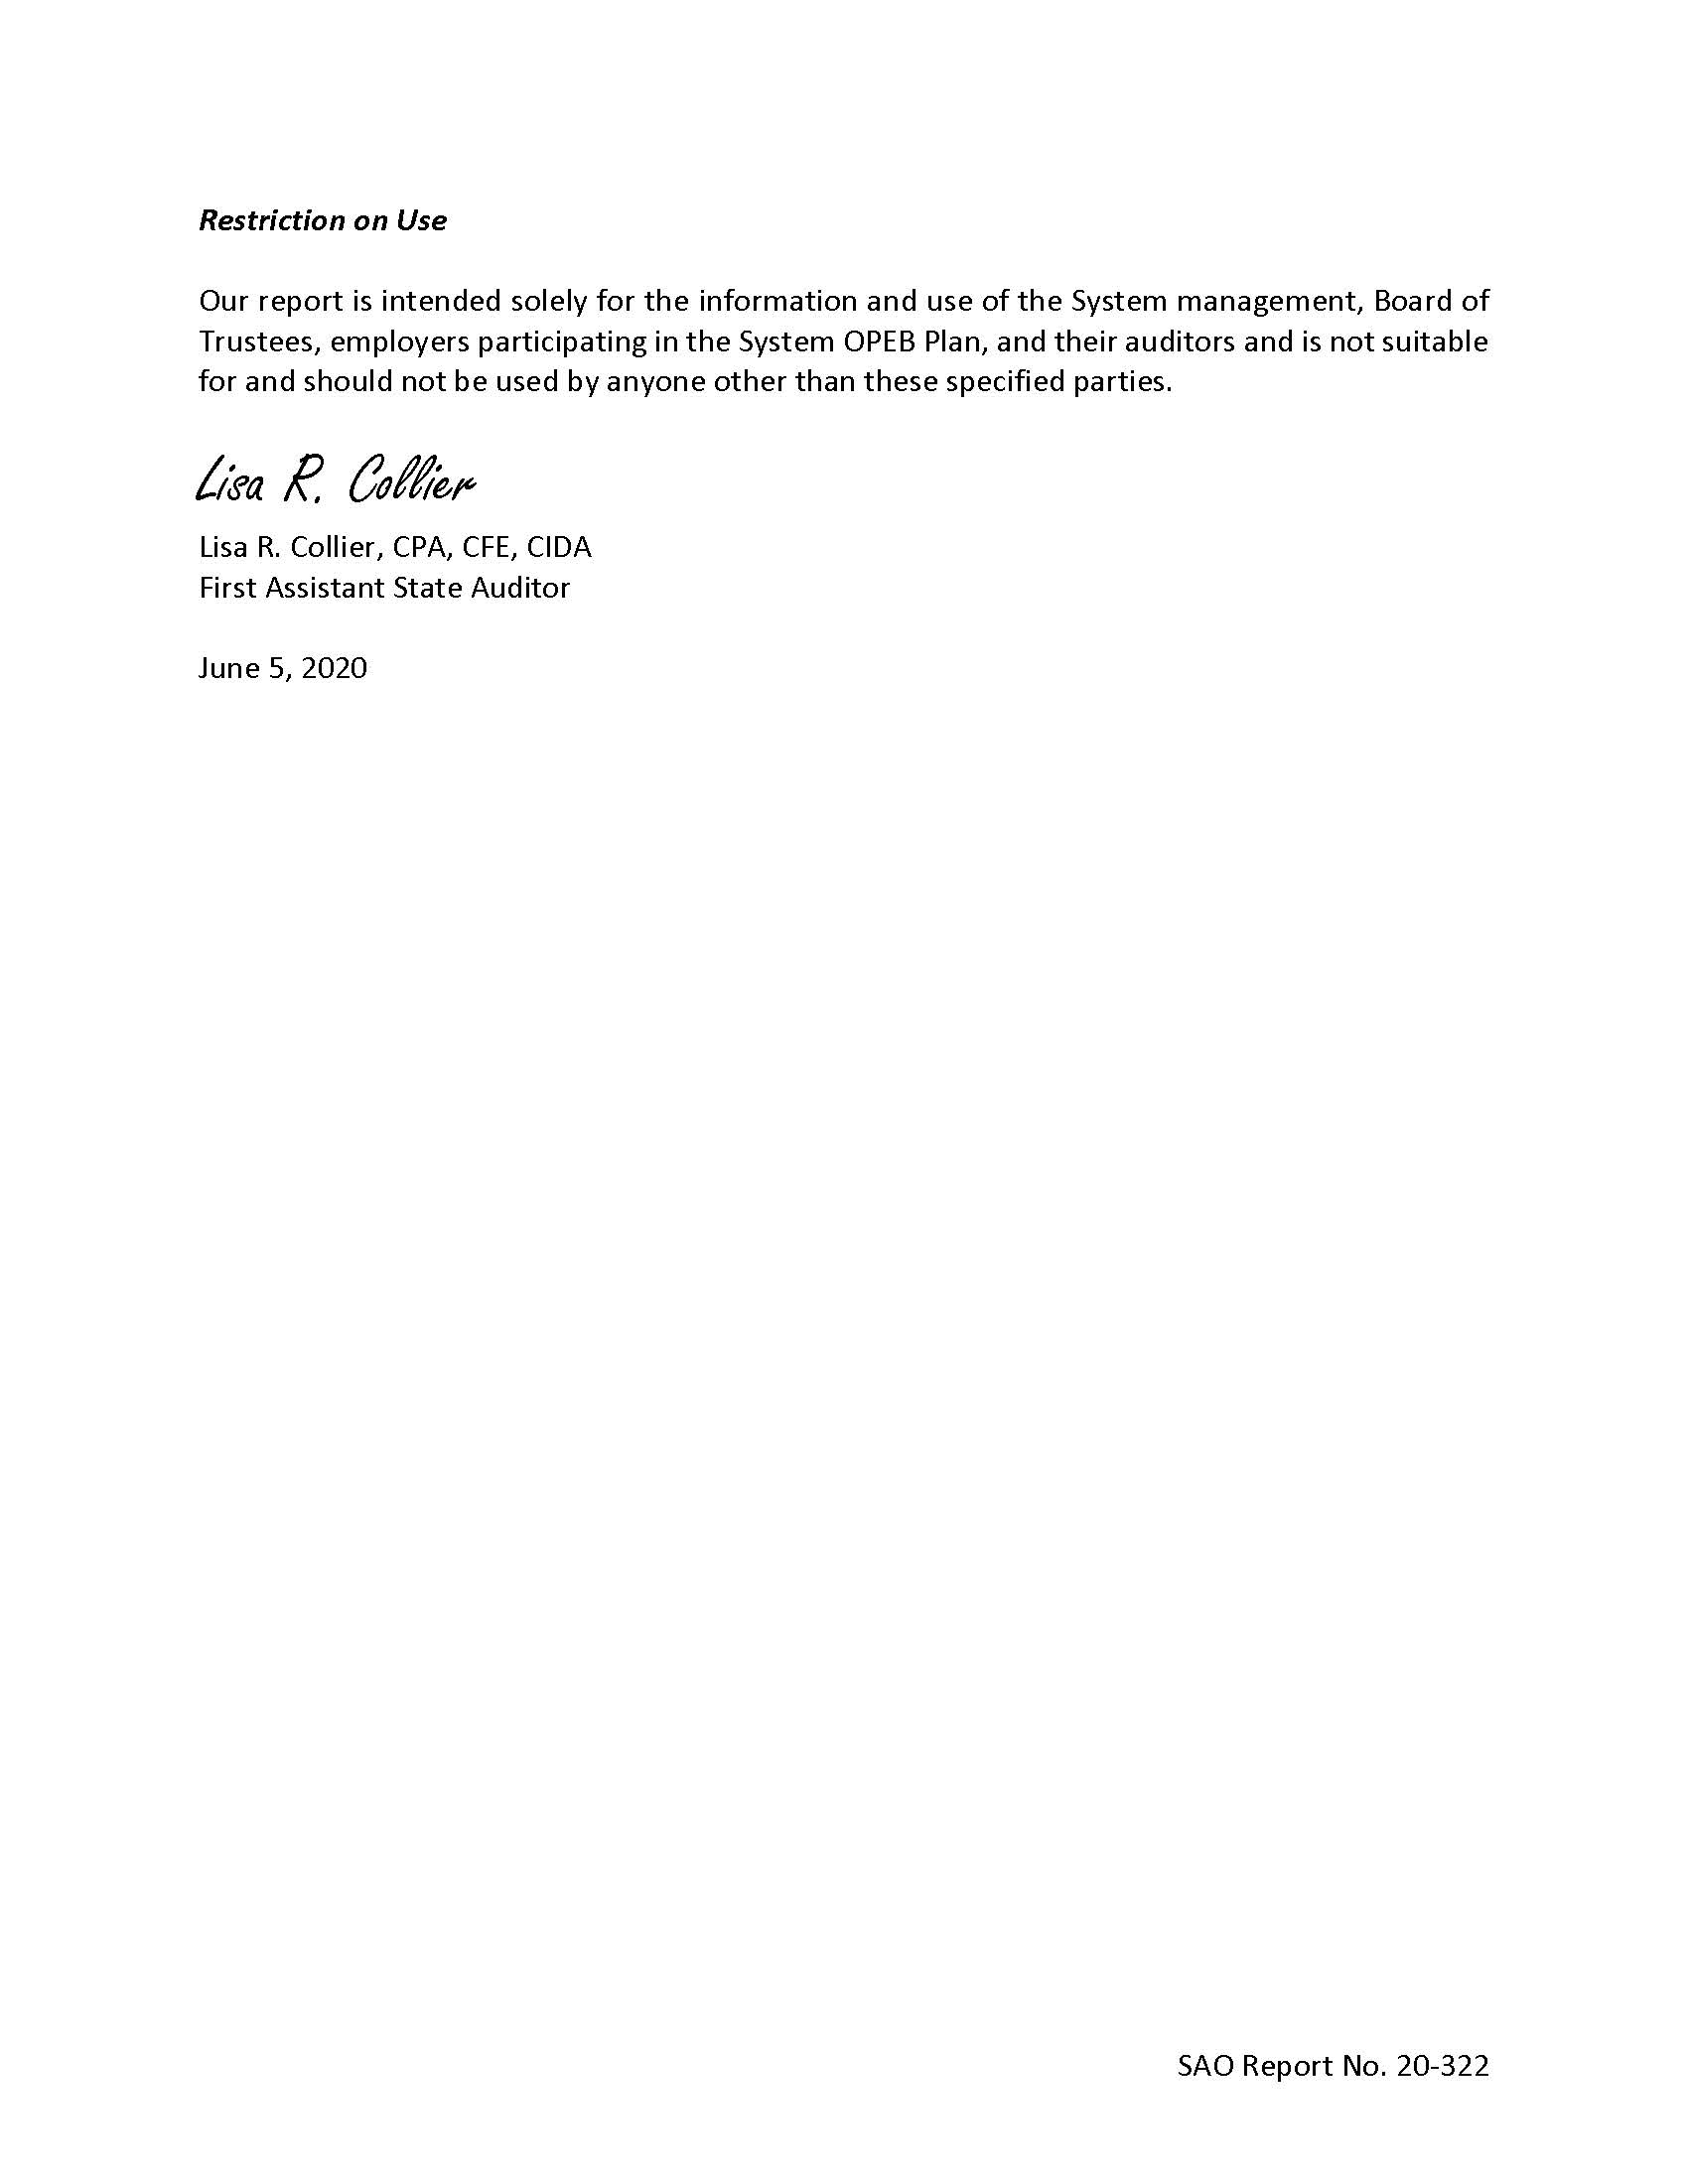 Restriction on Use
Our report is intended solely for the information and use of the System management, Board of
Trustees, employers participating in the System OPEB Plan, and their auditors and is not suitable
for and should not be used by anyone other than these specified parties.
Lisa R. Collier
Lisa R. Collier, CPA, CFE, CIDA
First Assistant State Auditor
June 5, 2020
SAO Report No. 20-322